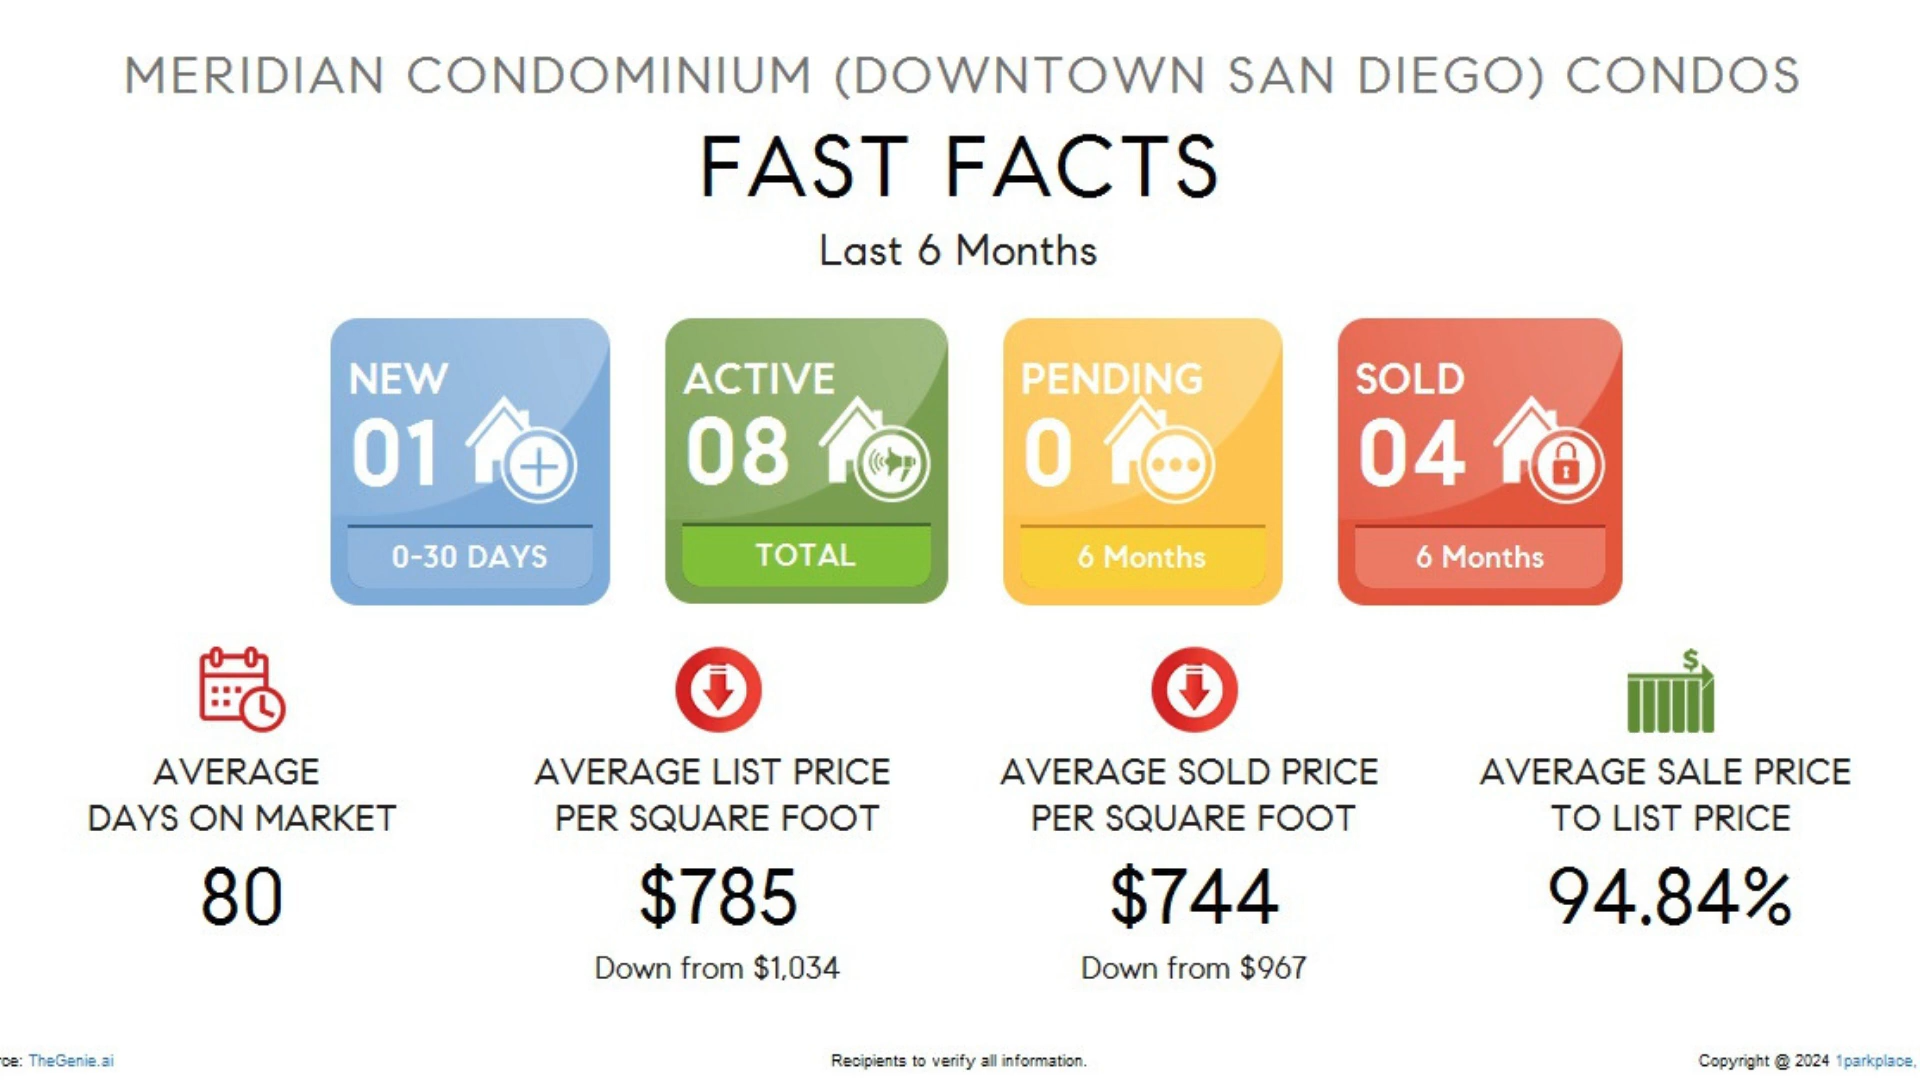 MERIDIAN CONDOMINIUM (DOWNTOWN SAN DIEGO) CONDOS
FAST FACTS
Last 6 Months
NEW
01
0-30 DAYS
ACTIVE
08
TOTAL
PENDING
0
6 Months
SOLD
04
6 Months
$
AVERAGE
DAYS ON MARKET
80
AVERAGE LIST PRICE
PER SQUARE FOOT
$785
Down from $1,034
AVERAGE SOLD PRICE
PER SQUARE FOOT
$744
Down from $967
AVERAGE SALE PRICE
TO LIST PRICE
94.84%
rce: TheGenie.ai
Recipients to verify all information.
Copyright @ 2024 1parkplace,